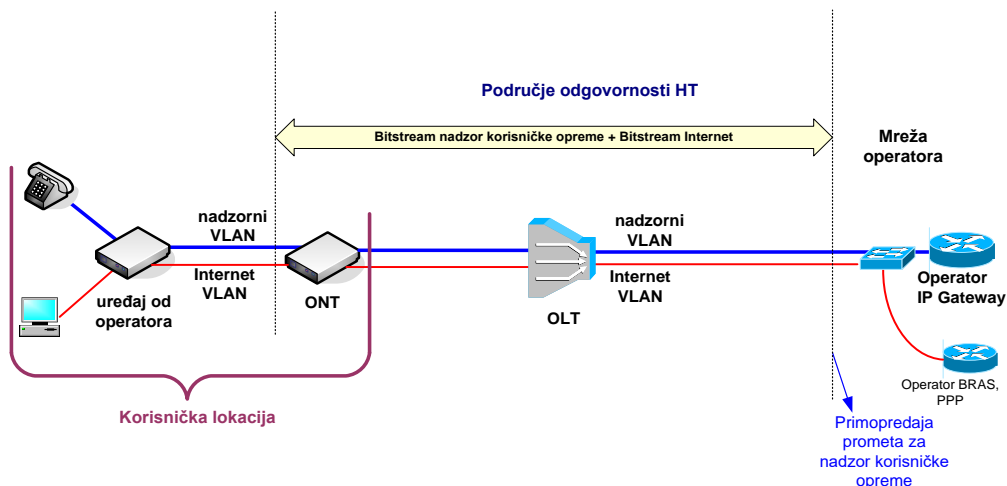 Područje odgovornosti HT
Bitstream nadzor korisničke opreme + Bitstream Internet
Mreža
operatora
nadzorni
VLAN
Internet
VLAN
uređaj od
operatora
ONT
nadzorni
VLAN
Internet
VLAN
OLT
Operator
IP Gateway
Operator BRAS,
PPP
Korisnička lokacija
Primopredaja
prometa za
nadzor korisničke
opreme